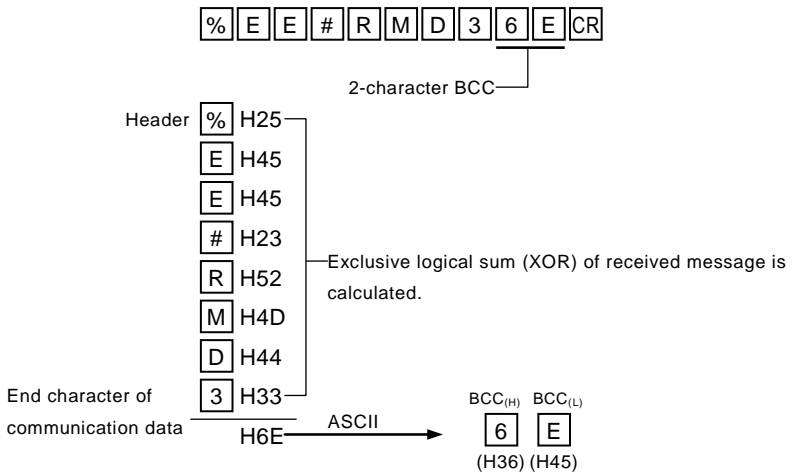 % E E # R M D 3 6 E CR
2-character BCC
Header % H25
E H45
E H45
# H23
R H52
M H4D
D H44
3 H33
Exclusive logical sum (XOR) of received message is
calculated.
End character of
communication data
H6E
ASCII
BCC(H) BCC(L)
6 E
(H36) (H45)